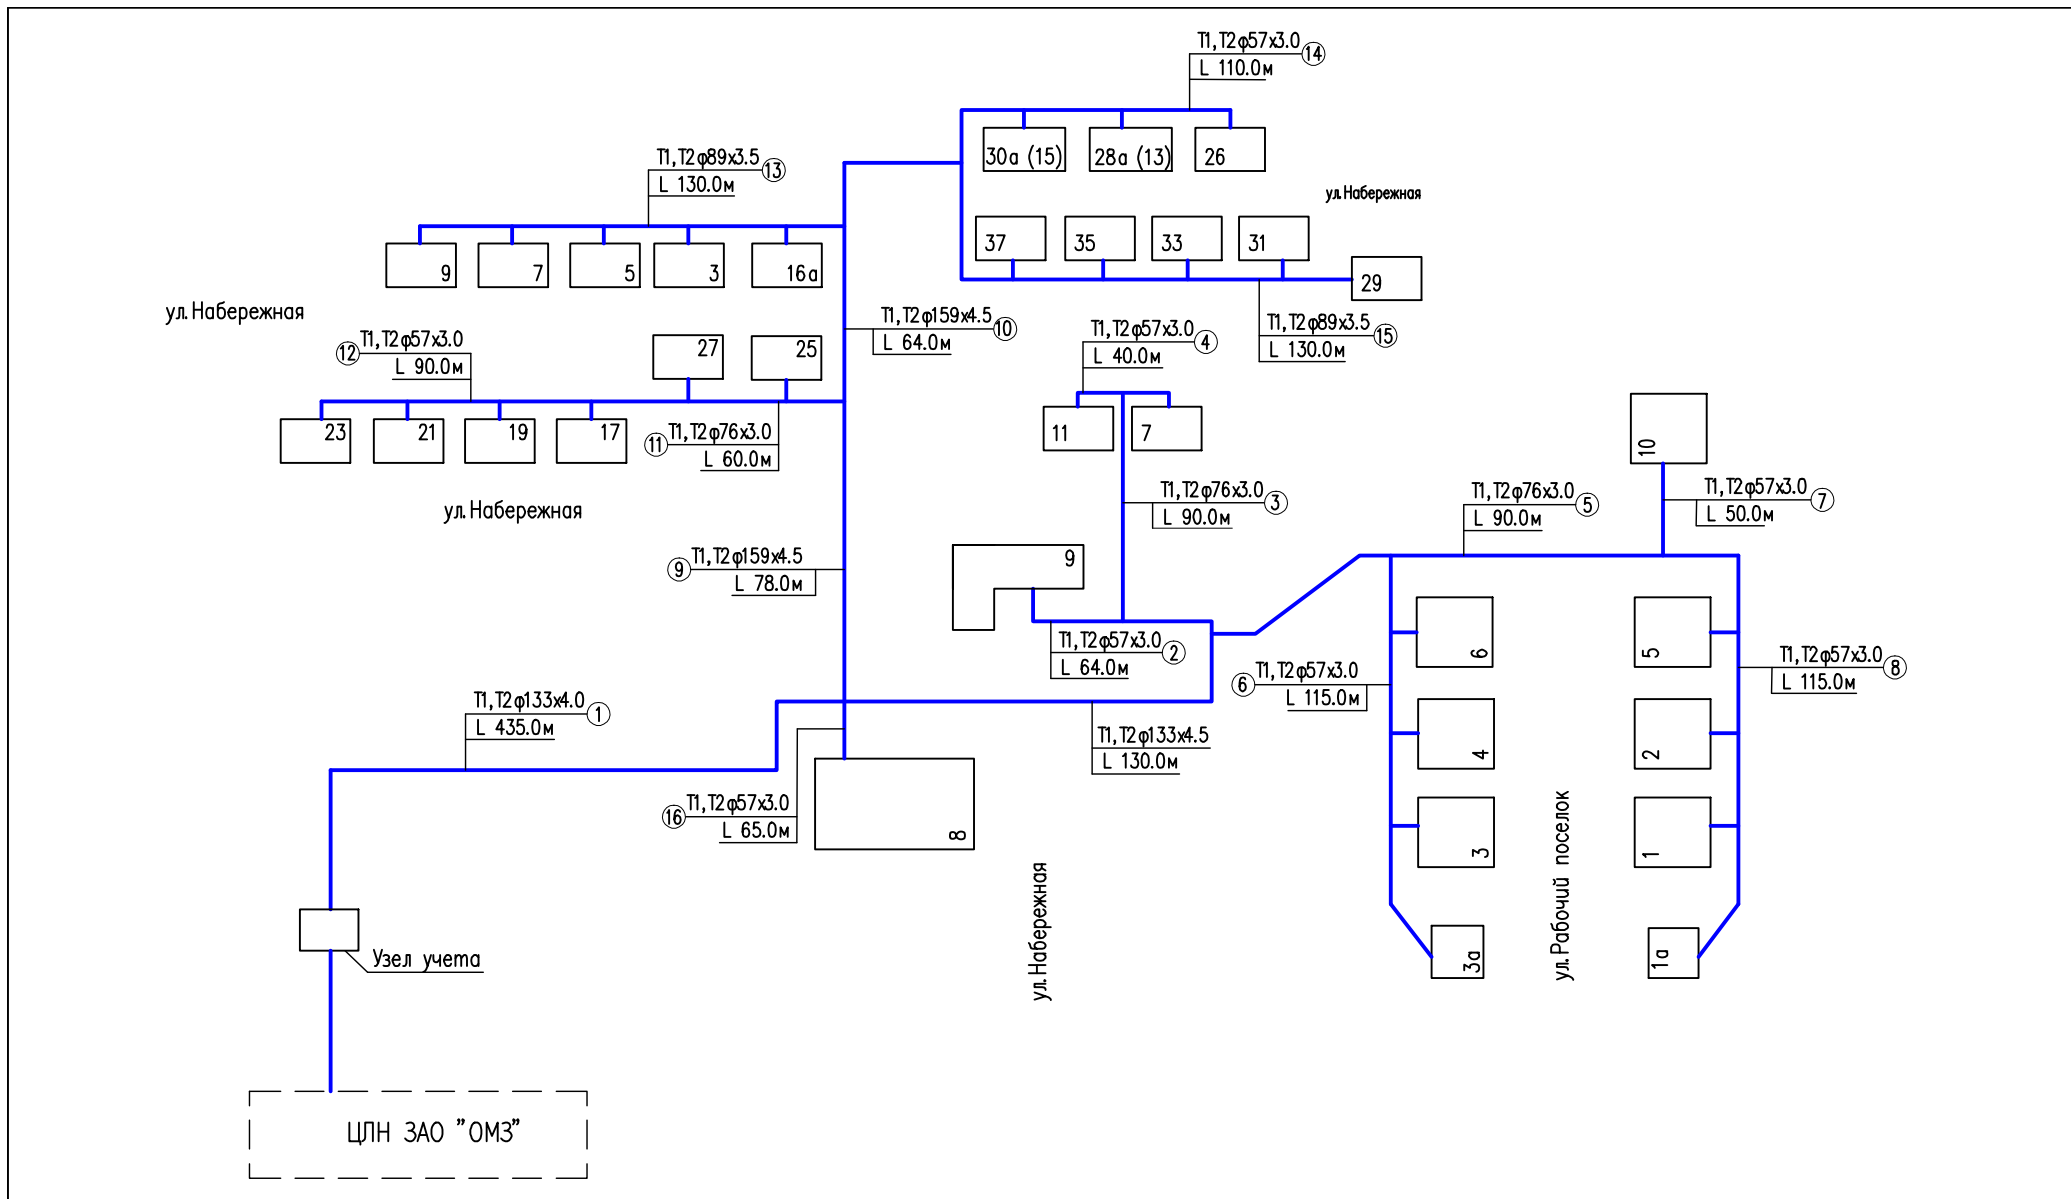 Т1,Т2φ57х3.0
14
L 110.0м
30а (15)
28а (13)
26
Т1,Т2φ89х3.5
13
L 130.0м
ул.Набережная
37
35
33
31
29
9
7
5
3
16а
ул.Набережная
Т1,Т2φ159х4.5
10
L 64.0м
Т1,Т2φ57х3.0
4
L 40.0м
Т1,Т2φ89х3.5
15
L 130.0м
Т1,Т2φ57х3.0
12
L 90.0м
27
25
23
21
19
17
Т1,Т2φ76х3.0
11
L 60.0м
11
7
10
ул.Набережная
Т1,Т2φ76х3.0
3
L 90.0м
Т1,Т2φ76х3.0
5
L 90.0м
Т1,Т2φ57х3.0
7
L 50.0м
Т1,Т2φ159х4.5
9
L 78.0м
9
Т1,Т2φ57х3.0
2
L 64.0м
6
5
Т1,Т2φ57х3.0
6
L 115.0м
Т1,Т2φ57х3.0
8
L 115.0м
Т1,Т2φ133х4.0
1
L 435.0м
Т1,Т2φ133х4.5
L 130.0м
4
2
Т1,Т2φ57х3.0
16
L 65.0м
8
3
1
ул.Набережная
ул.Рабочий поселок
3а
1а
Узел учета
ЦЛН ЗАО "ОМЗ"